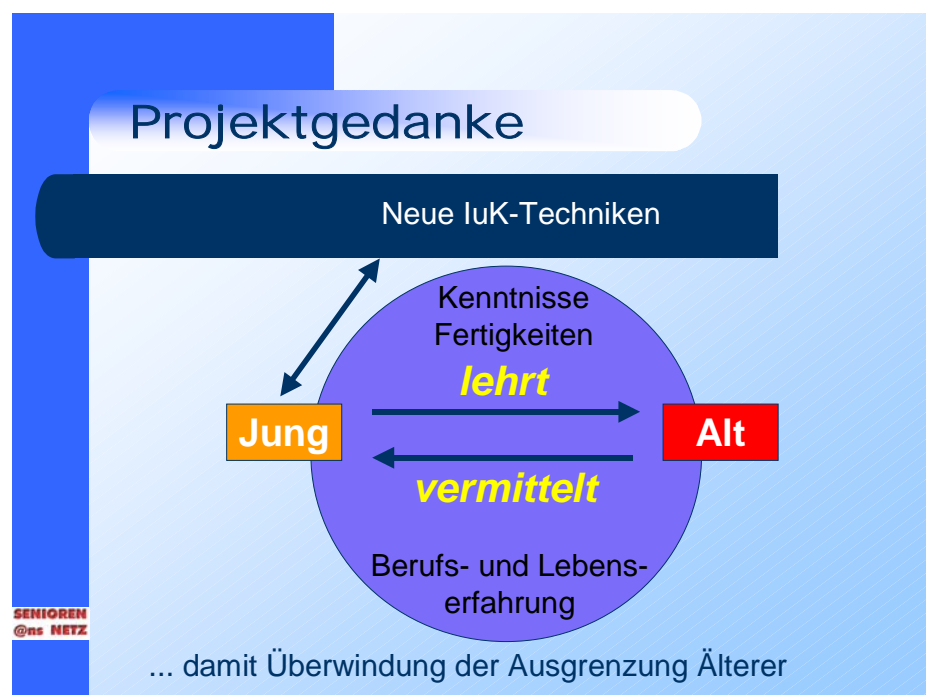 Projektgedanke
Neue IuK-Techniken
Kenntnisse
Fertigkeiten
lehrt
Jung
Alt
vermittelt
Berufs- und Lebens-
erfahrung
SENIOREN
@ns NETZ
... damit Überwindung der Ausgrenzung Älterer